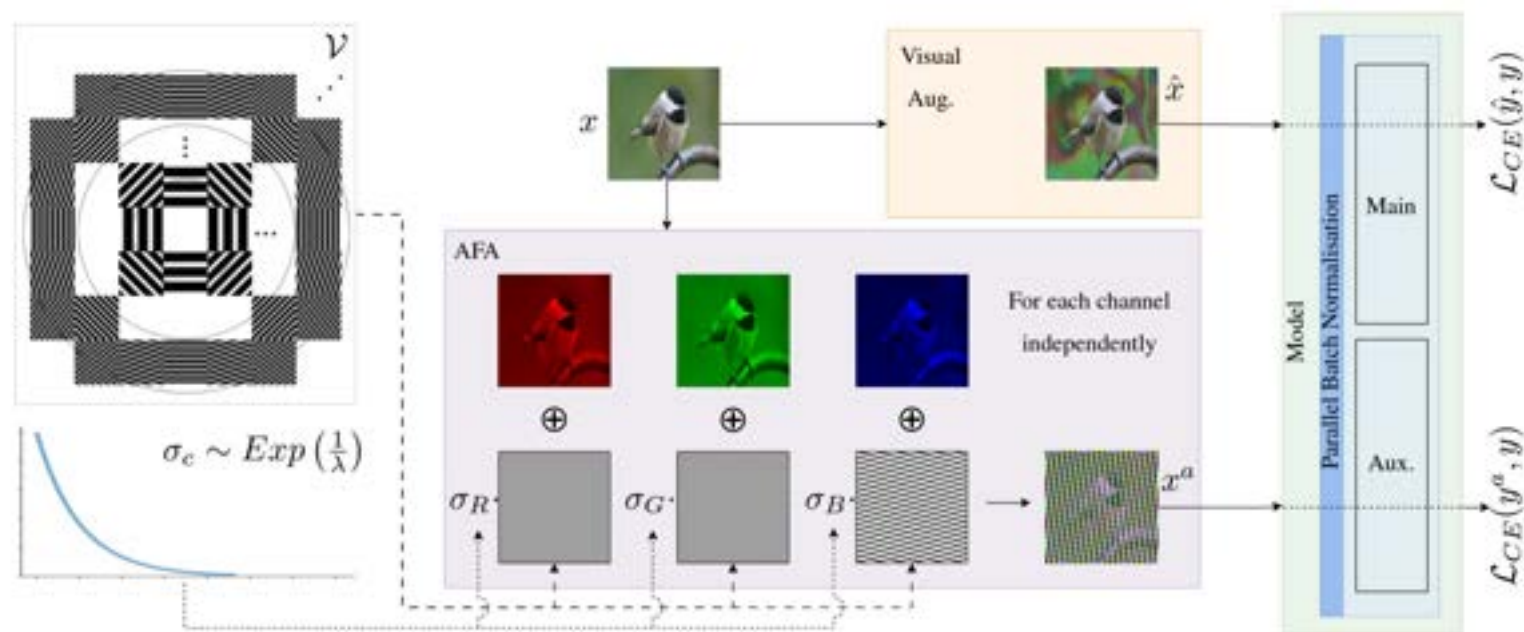 𝒱
σ_c ∼ Exp (1/λ)
x
Visual
Aug.
x̂
AFA
For each channel
independently
⊕ ⊕ ⊕
σ_R· σ_G· σ_B·
x^a
Model
Parallel Batch Normalisation
Main
Aux.
ℒ_CE(ŷ, y)
ℒ_CE(y^a, y)